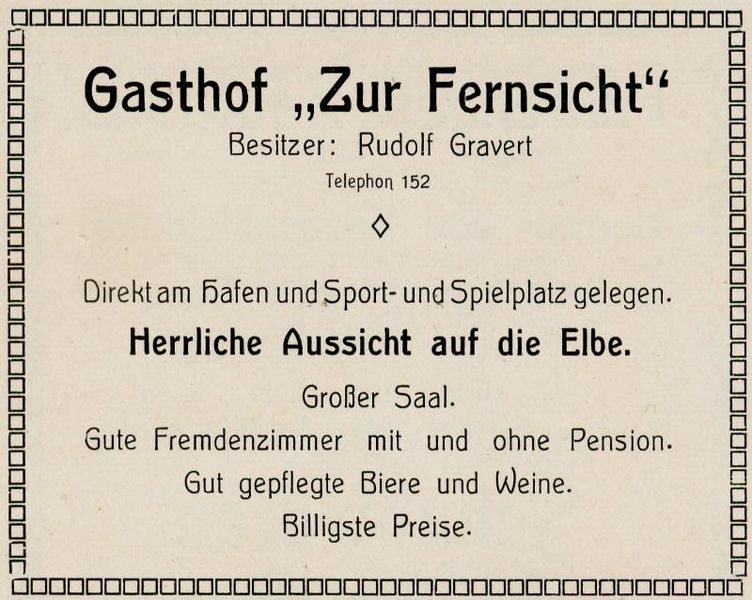 Gasthof „Zur Fernsicht“
Besitzer: Rudolf Gravert
Telephon 152
Direkt am Hafen und Sport- und Spielplatz gelegen.
Herrliche Aussicht auf die Elbe.
Großer Saal.
Gute Fremdenzimmer mit und ohne Pension.
Gut gepflegte Biere und Weine.
Billigste Preise.